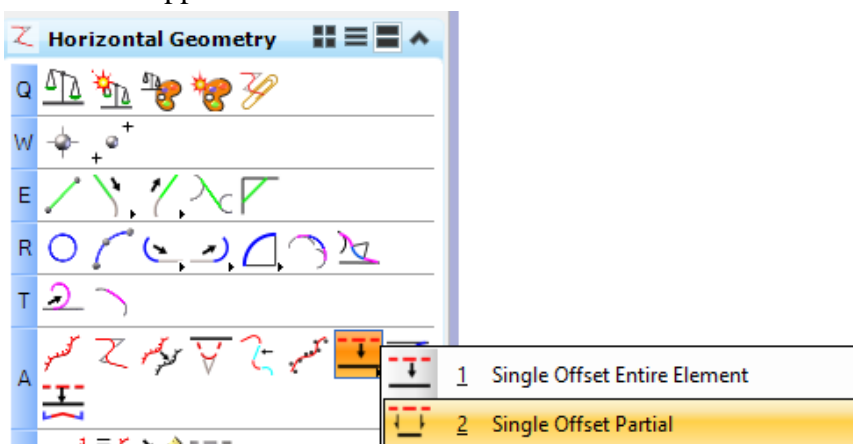 Horizontal Geometry
Q
W
E
R
T
A
1 Single Offset Entire Element
2 Single Offset Partial